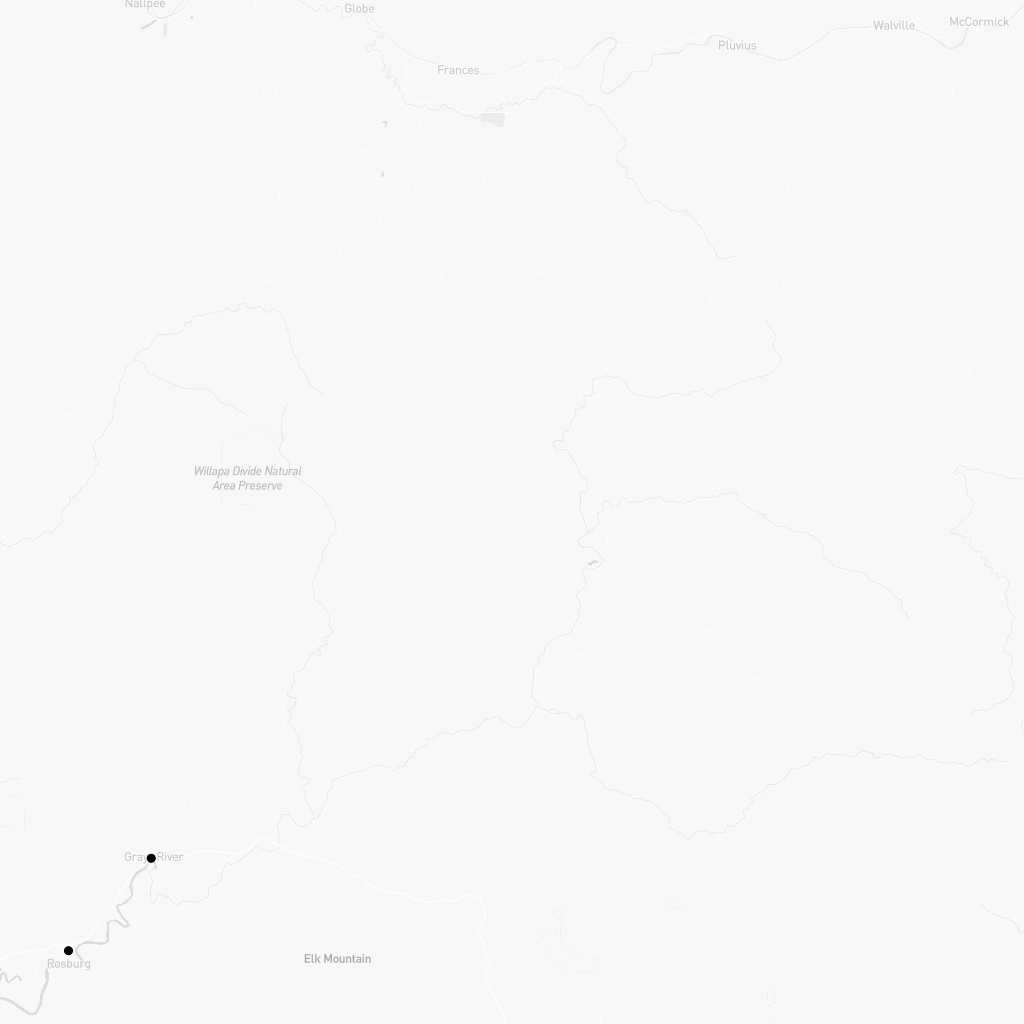 Nallpee
Globe
McCormick
Walville
Pluvius
Frances
Willapa Divide Natural
Area Preserve
Grays River
Elk Mountain
Rosburg